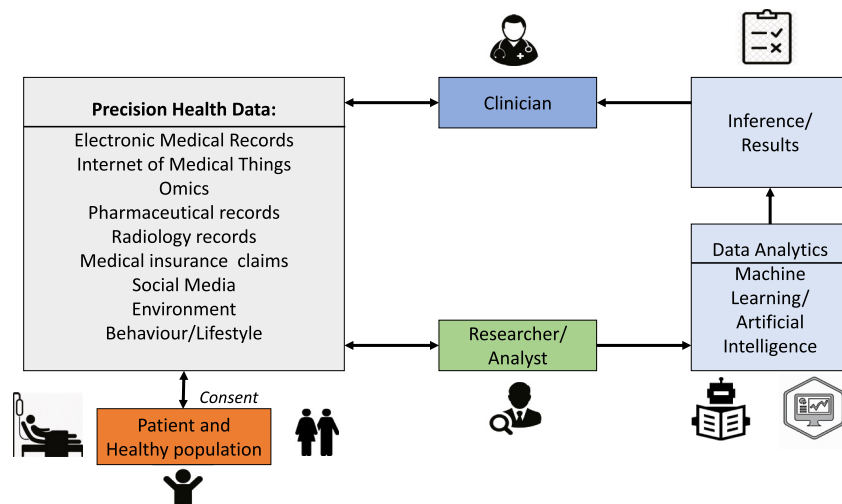 Precision Health Data:
Electronic Medical Records
Internet of Medical Things
Omics
Pharmaceutical records
Radiology records
Medical insurance claims
Social Media
Environment
Behaviour/Lifestyle
Consent
Patient and
Healthy population
Clinician
Researcher/
Analyst
Inference/
Results
Data Analytics
Machine
Learning/
Artificial
Intelligence